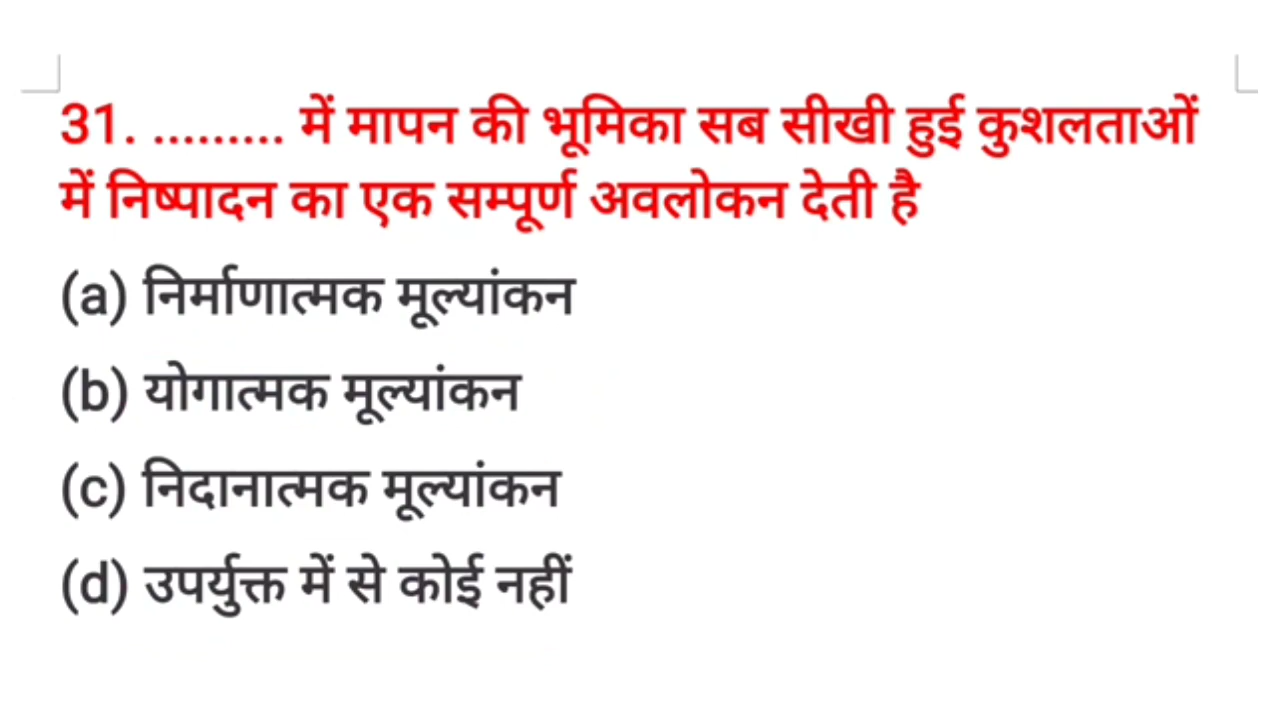 31. ......... में मापन की भूमिका सब सीखी हुई कुशलताओं
में निष्पादन का एक सम्पूर्ण अवलोकन देती है
(a) निर्माणात्मक मूल्यांकन
(b) योगात्मक मूल्यांकन
(c) निदानात्मक मूल्यांकन
(d) उपर्युक्त में से कोई नहीं